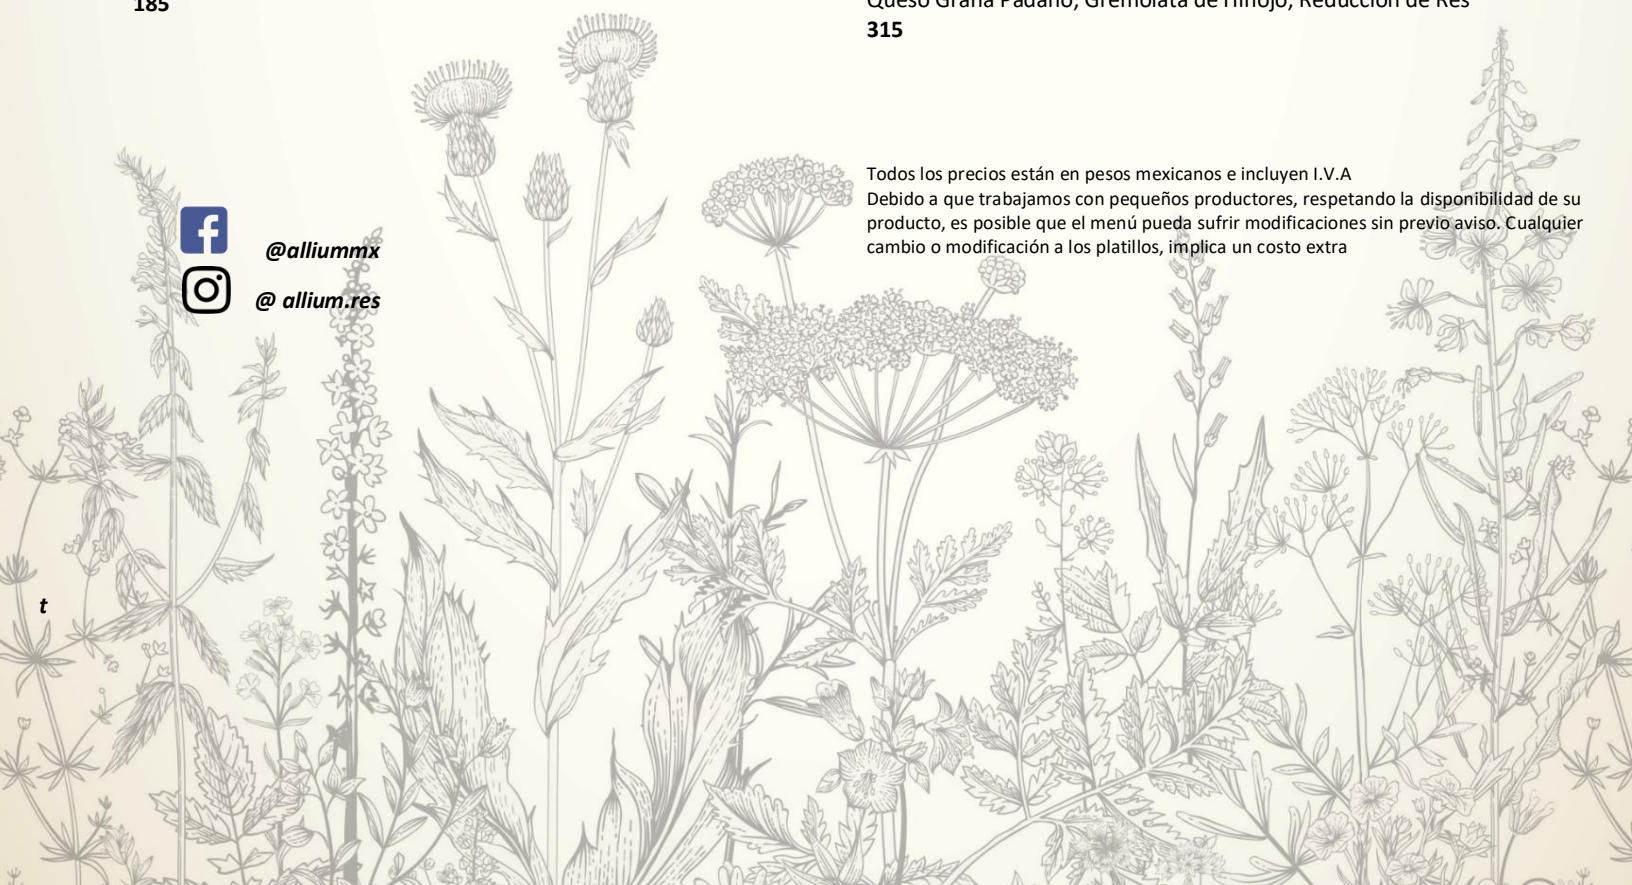 185
Queso Grana Padano, Gremolata de Hinojo, Reducción de Res
315
Todos los precios están en pesos mexicanos e incluyen I.V.A
Debido a que trabajamos con pequeños productores, respetando la disponibilidad de su
producto, es posible que el menú pueda sufrir modificaciones sin previo aviso. Cualquier
cambio o modificación a los platillos, implica un costo extra
@alliummx
@ allium.res
t